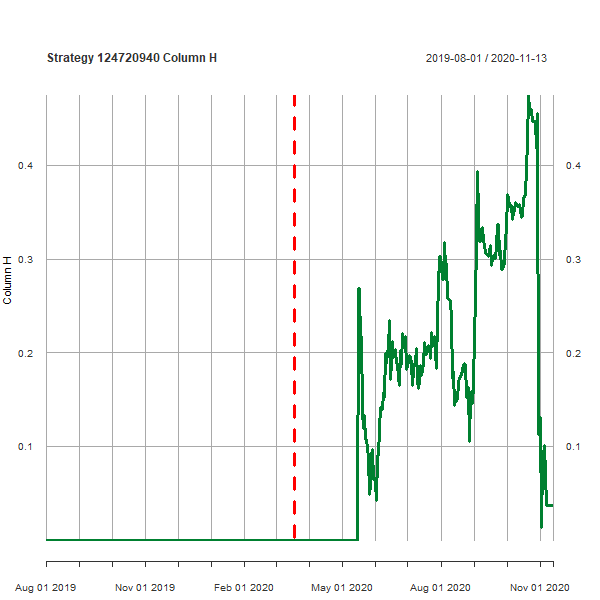 Strategy 124720940 Column H
2019-08-01 / 2020-11-13
0.4
0.4
0.3
0.3
Column H
0.2
0.2
0.1
0.1
Aug 01 2019
Nov 01 2019
Feb 01 2020
May 01 2020
Aug 01 2020
Nov 01 2020